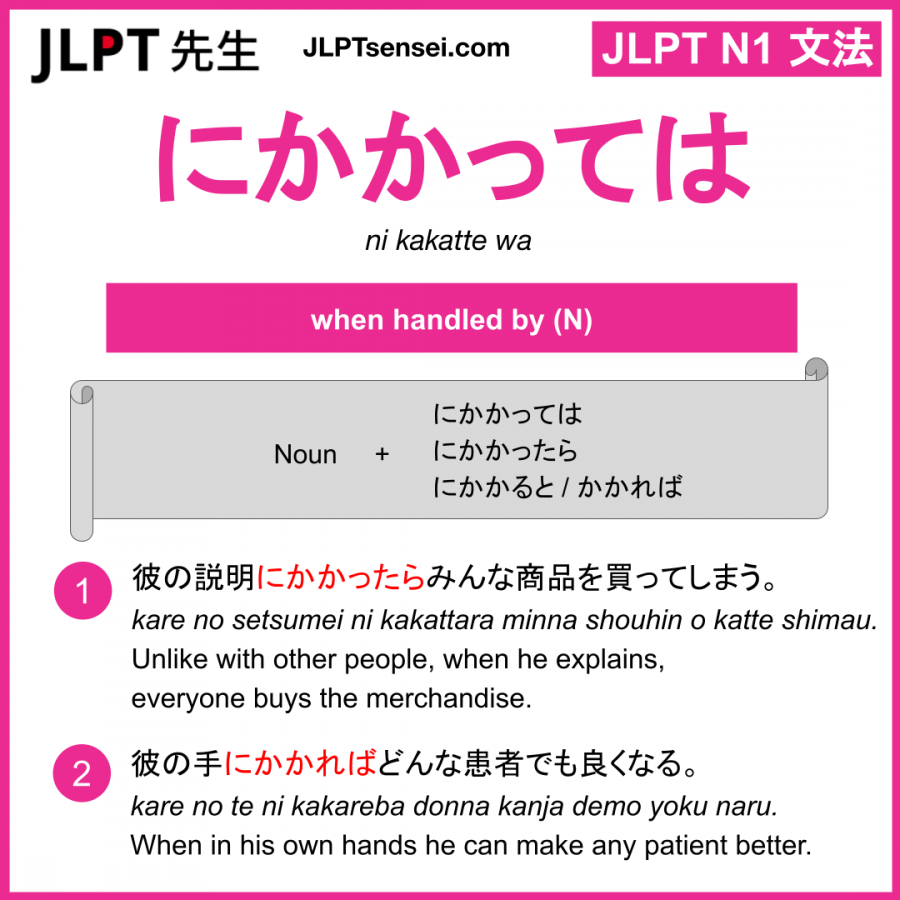 JLPT 先生
JLPTsensei.com
JLPT N1 文法
にかかっては
ni kakatte wa
when handled by (N)
Noun + にかかっては
にかかったら
にかかると / かかれば
1 彼の説明にかかったらみんな商品を買ってしまう。
kare no setsumei ni kakattara minna shouhin o katte shimau.
Unlike with other people, when he explains,
everyone buys the merchandise.
2 彼の手にかかればどんな患者でも良くなる。
kare no te ni kakareba donna kanja demo yoku naru.
When in his own hands he can make any patient better.